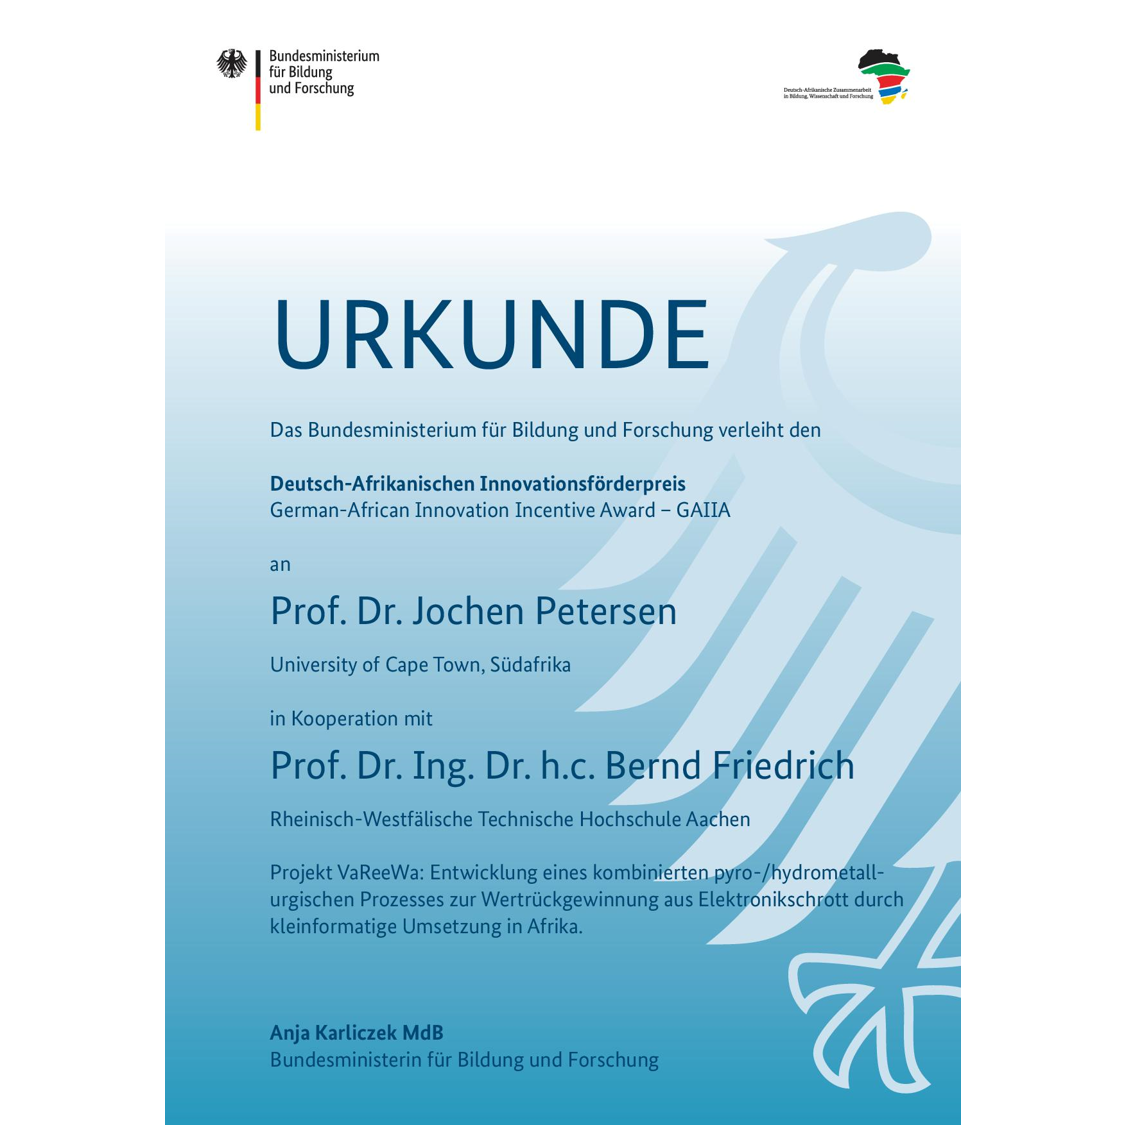 Bundesministerium
für Bildung
und Forschung
Deutsch-Afrikanische Zusammenarbeit
in Bildung, Wissenschaft und Forschung
URKUNDE
Das Bundesministerium für Bildung und Forschung verleiht den
Deutsch-Afrikanischen Innovationsförderpreis
German-African Innovation Incentive Award – GAIIA
an
Prof. Dr. Jochen Petersen
University of Cape Town, Südafrika
in Kooperation mit
Prof. Dr. Ing. Dr. h.c. Bernd Friedrich
Rheinisch-Westfälische Technische Hochschule Aachen
Projekt VaReeWa: Entwicklung eines kombinierten pyro-/hydrometall-
urgischen Prozesses zur Wertrückgewinnung aus Elektronikschrott durch
kleinformatige Umsetzung in Afrika.
Anja Karliczek MdB
Bundesministerin für Bildung und Forschung